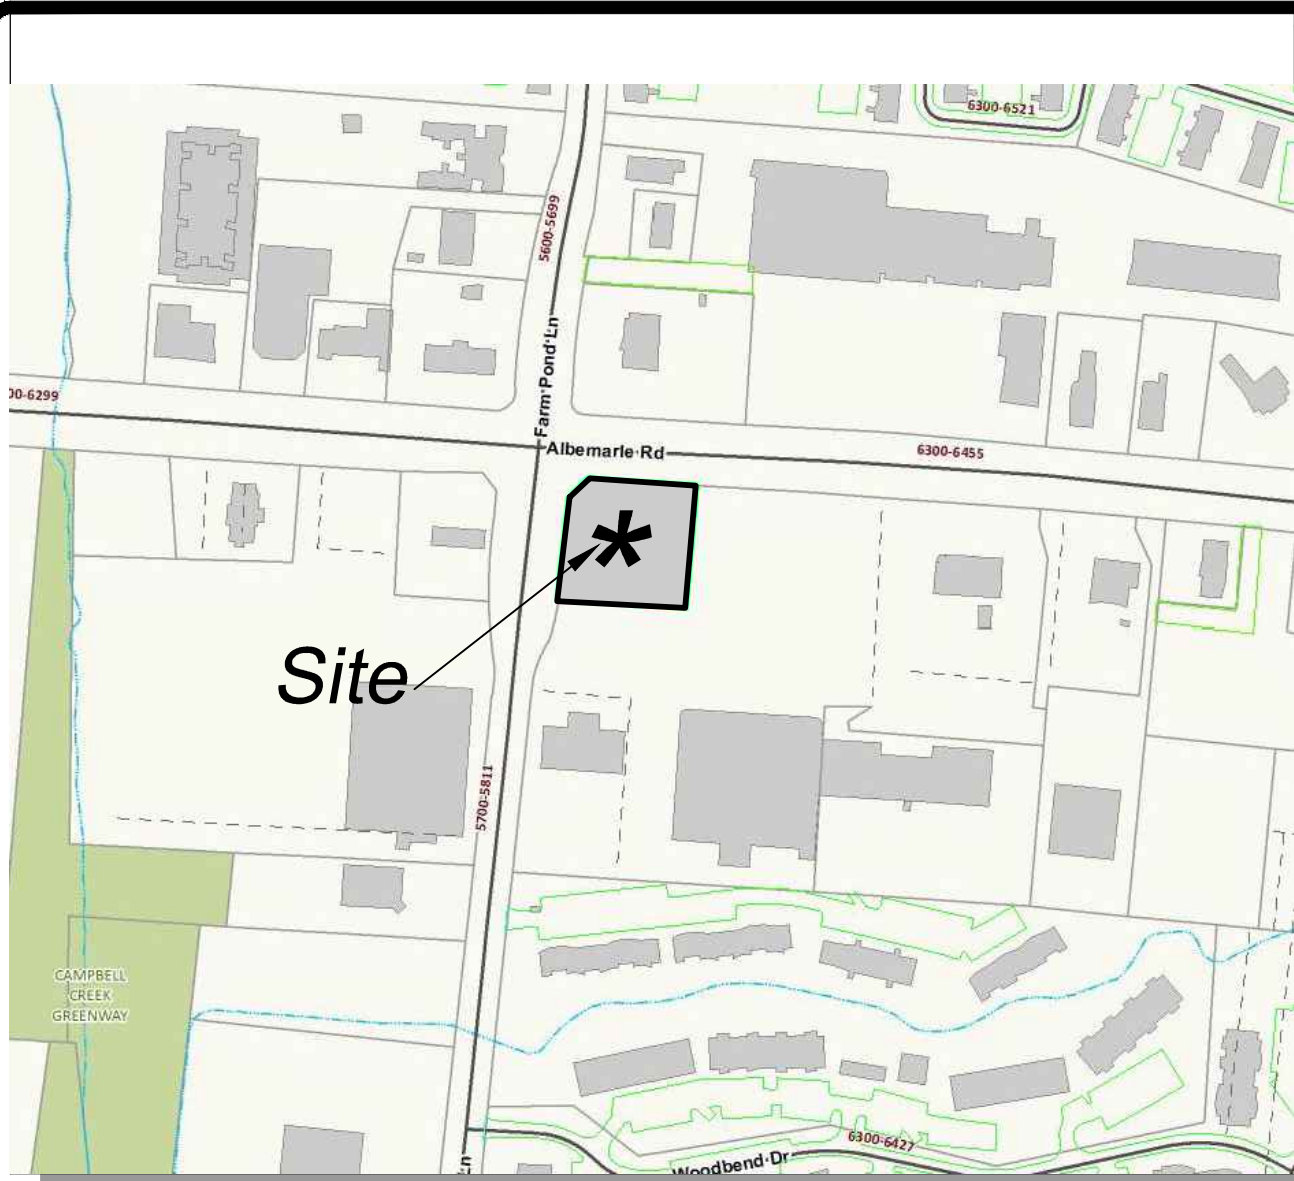 6300-6521
5600-5699
Farm Pond Ln
00-6299
Albemarle Rd
6300-6455
*
Site
5700-5811
CAMPBELL
CREEK
GREENWAY
6300-6427
Woodbend Dr
Ln